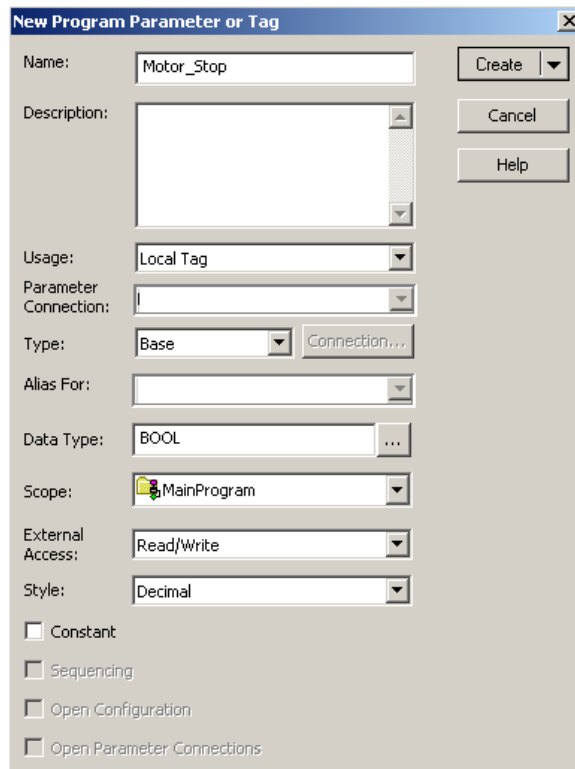 New Program Parameter or Tag
Name: Motor_Stop Create
Description: Cancel
Help
Usage: Local Tag
Parameter
Connection:
Type: Base Connection...
Alias For:
Data Type: BOOL ...
Scope: MainProgram
External
Access: Read/Write
Style: Decimal
Constant
Sequencing
Open Configuration
Open Parameter Connections